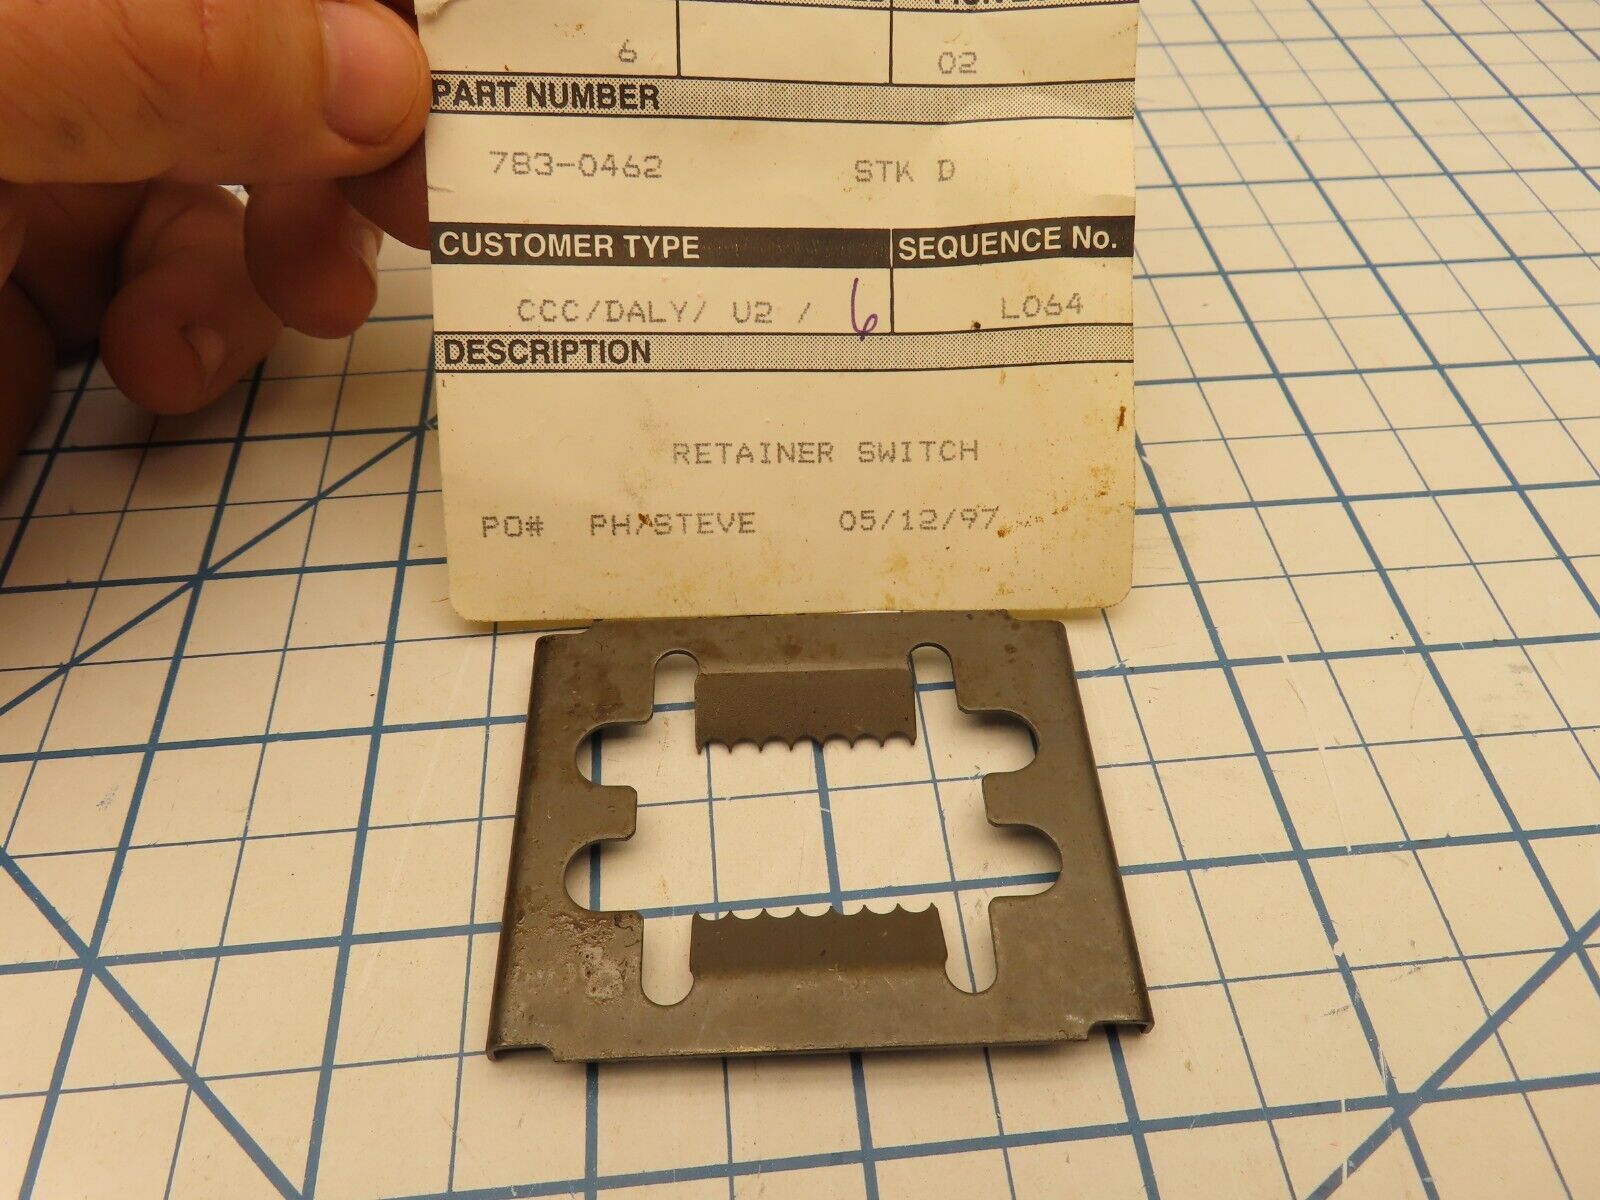 6 02
PART NUMBER
783-0462 STK D
CUSTOMER TYPE SEQUENCE No.
CCC/DALY/ U2 / 6 L064
DESCRIPTION
RETAINER SWITCH
PO# PH/STEVE 05/12/97